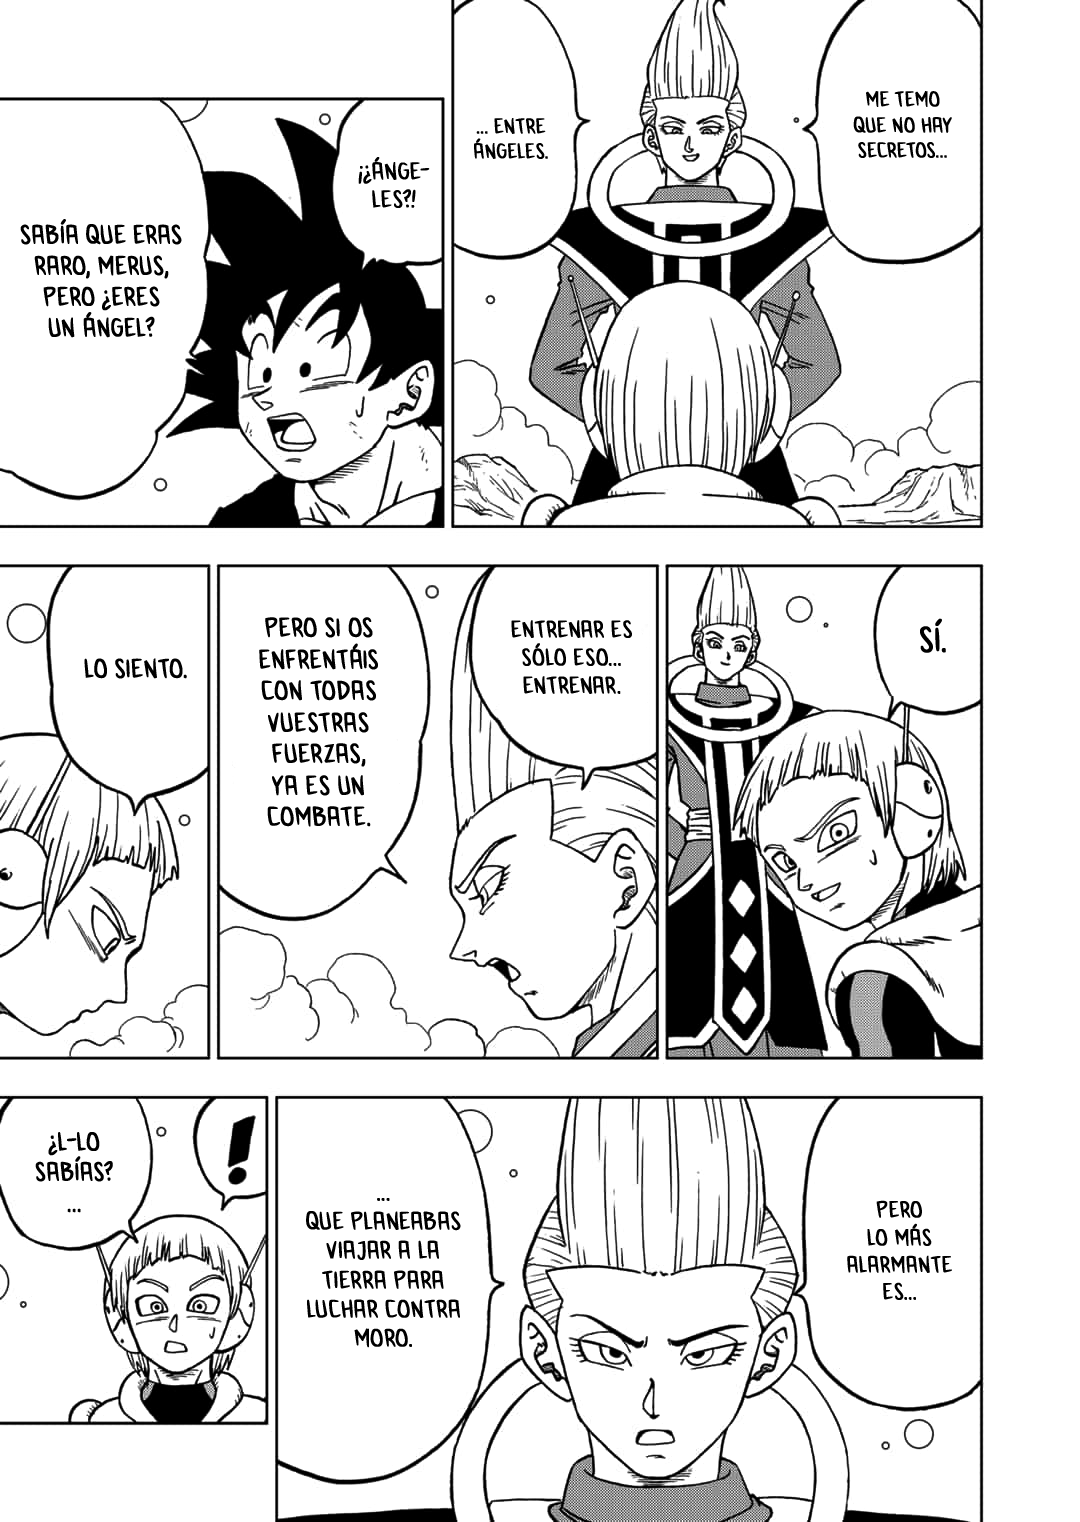 ME TEMO
QUE NO HAY
SECRETOS...
... ENTRE
ÁNGELES.
¡¿ÁNGE-
LES?!
SABÍA QUE ERAS
RARO, MERUS,
PERO ¿ERES
UN ÁNGEL?
SÍ.
ENTRENAR ES
SÓLO ESO...
ENTRENAR.
PERO SI OS
ENFRENTÁIS
CON TODAS
VUESTRAS
FUERZAS,
YA ES UN
COMBATE.
LO SIENTO.
PERO
LO MÁS
ALARMANTE
ES...
...
QUE PLANEABAS
VIAJAR A LA
TIERRA PARA
LUCHAR CONTRA
MORO.
!
¿L-LO
SABÍAS?
...